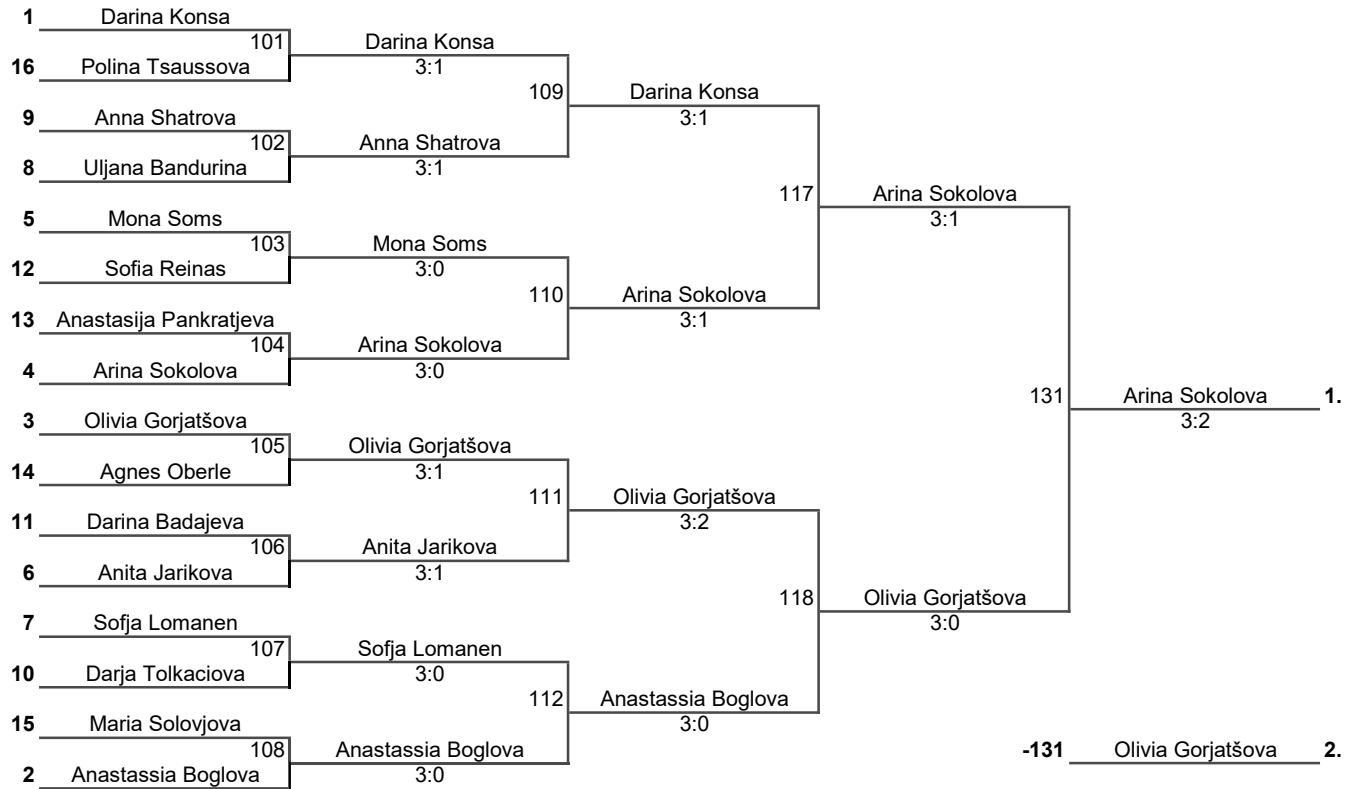 1 Darina Konsa
101 Darina Konsa
16 Polina Tsaussova 3:1
109 Darina Konsa
9 Anna Shatrova 3:1
102 Anna Shatrova
8 Uljana Bandurina 3:1
117 Arina Sokolova
5 Mona Soms 3:1
103 Mona Soms
12 Sofia Reinas 3:0
110 Arina Sokolova
13 Anastasija Pankratjeva 3:1
104 Arina Sokolova
4 Arina Sokolova 3:0
131 Arina Sokolova 1.
3 Olivia Gorjatšova 3:2
105 Olivia Gorjatšova
14 Agnes Oberle 3:1
111 Olivia Gorjatšova
11 Darina Badajeva 3:2
106 Anita Jarikova
6 Anita Jarikova 3:1
118 Olivia Gorjatšova
7 Sofja Lomanen 3:0
107 Sofja Lomanen
10 Darja Tolkaciova 3:0
112 Anastassia Boglova
15 Maria Solovjova 3:0
108 Anastassia Boglova -131 Olivia Gorjatšova 2.
2 Anastassia Boglova 3:0